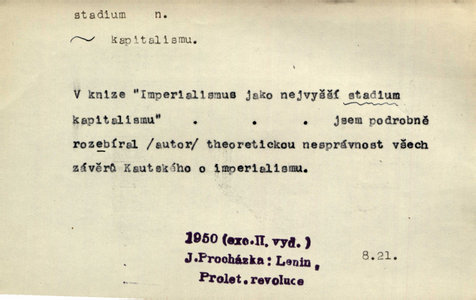 stadium n.
~ kapitalismu.
V knize "Imperialismus jako nejvyšší stadium
kapitalismu" . . . jsem podrobně
rozebíral /autor/ theoretickou nesprávnost všech
závěrů Kautského o imperialismu.
1950 (exc.II. vyd.)
J.Procházka: Lenin,
Prolet. revoluce
8.21.